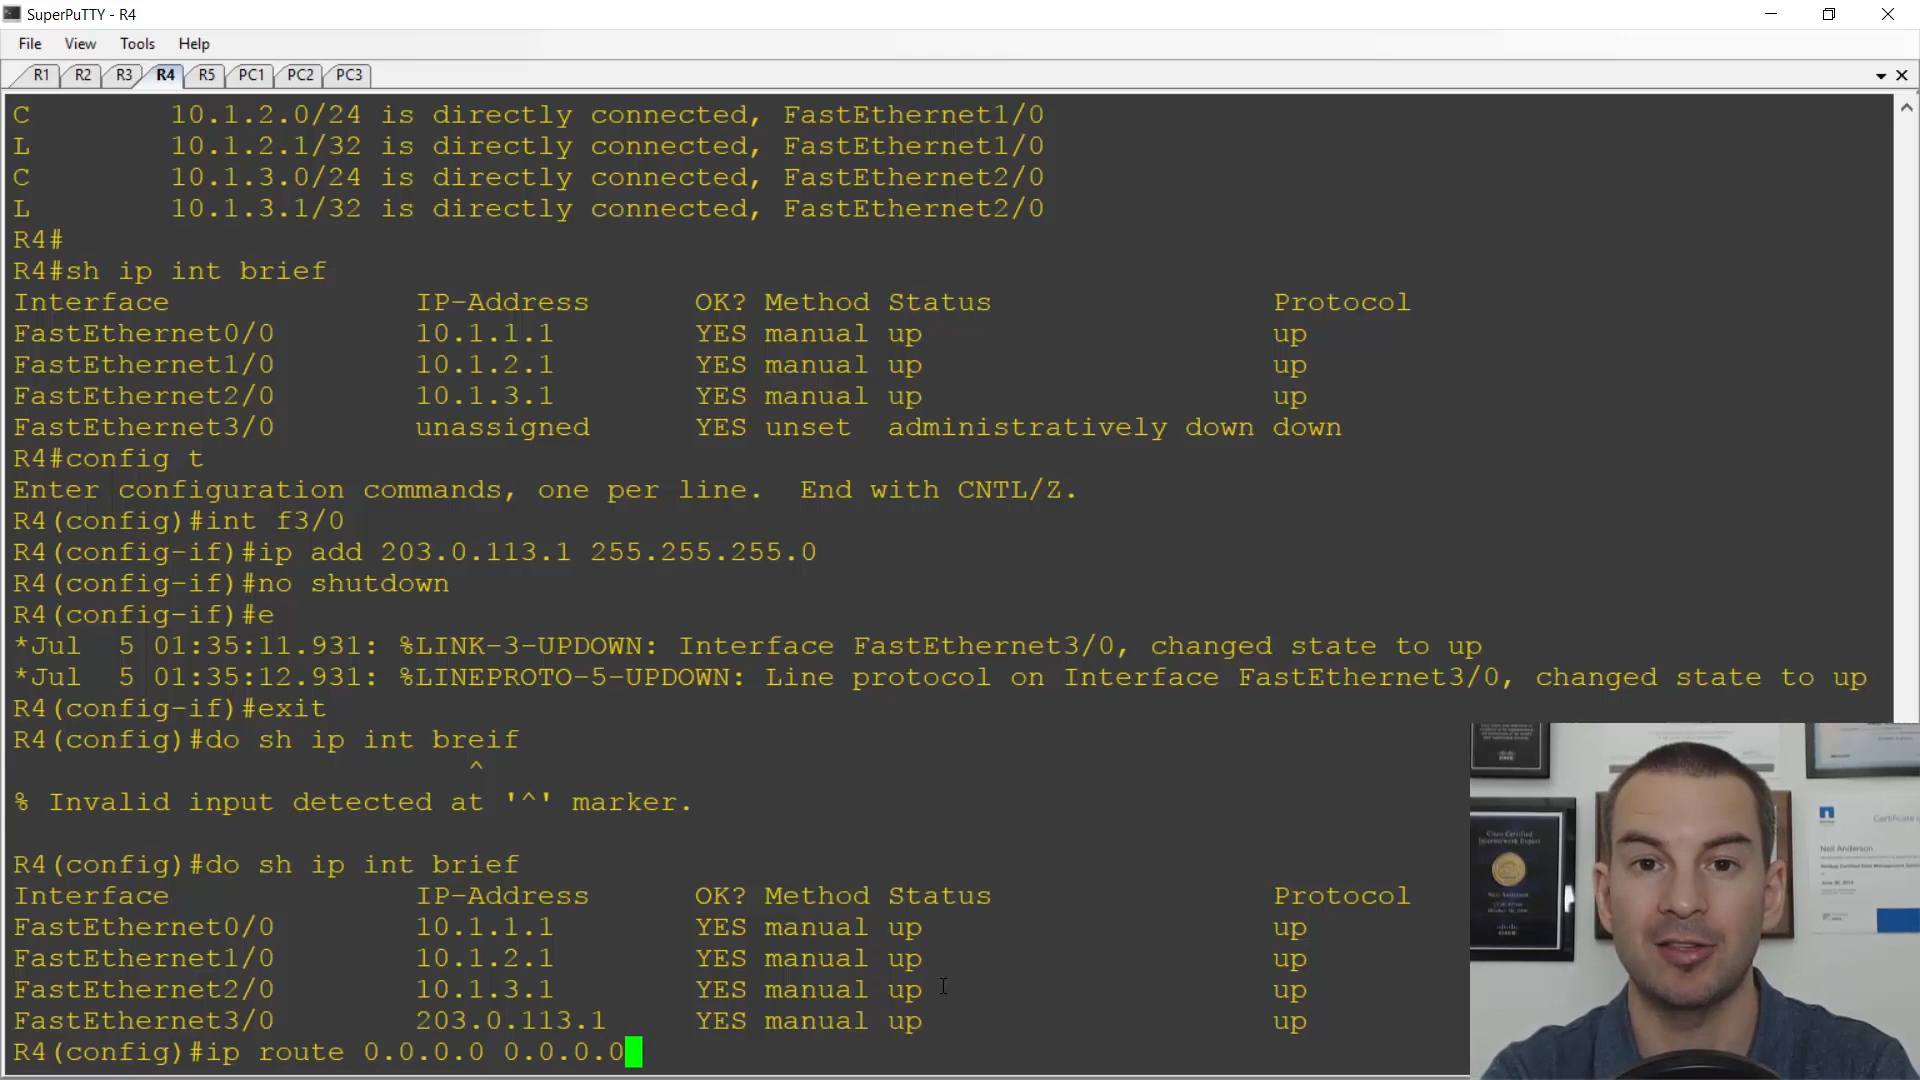 SuperPuTTY - R4
File View Tools Help
R1 R2 R3 R4 R5 PC1 PC2 PC3
C 10.1.2.0/24 is directly connected, FastEthernet1/0
L 10.1.2.1/32 is directly connected, FastEthernet1/0
C 10.1.3.0/24 is directly connected, FastEthernet2/0
L 10.1.3.1/32 is directly connected, FastEthernet2/0
R4#
R4#sh ip int brief
Interface IP-Address OK? Method Status Protocol
FastEthernet0/0 10.1.1.1 YES manual up up
FastEthernet1/0 10.1.2.1 YES manual up up
FastEthernet2/0 10.1.3.1 YES manual up up
FastEthernet3/0 unassigned YES unset administratively down down
R4#config t
Enter configuration commands, one per line. End with CNTL/Z.
R4(config)#int f3/0
R4(config-if)#ip add 203.0.113.1 255.255.255.0
R4(config-if)#no shutdown
R4(config-if)#e
*Jul 5 01:35:11.931: %LINK-3-UPDOWN: Interface FastEthernet3/0, changed state to up
*Jul 5 01:35:12.931: %LINEPROTO-5-UPDOWN: Line protocol on Interface FastEthernet3/0, changed state to up
R4(config-if)#exit
R4(config)#do sh ip int breif
^
% Invalid input detected at '^' marker.
R4(config)#do sh ip int brief
Interface IP-Address OK? Method Status Protocol
FastEthernet0/0 10.1.1.1 YES manual up up
FastEthernet1/0 10.1.2.1 YES manual up up
FastEthernet2/0 10.1.3.1 YES manual up up
FastEthernet3/0 203.0.113.1 YES manual up up
R4(config)#ip route 0.0.0.0 0.0.0.0
Cisco Certified
Internetwork Expert
Neil Anderson
Neil Anderson